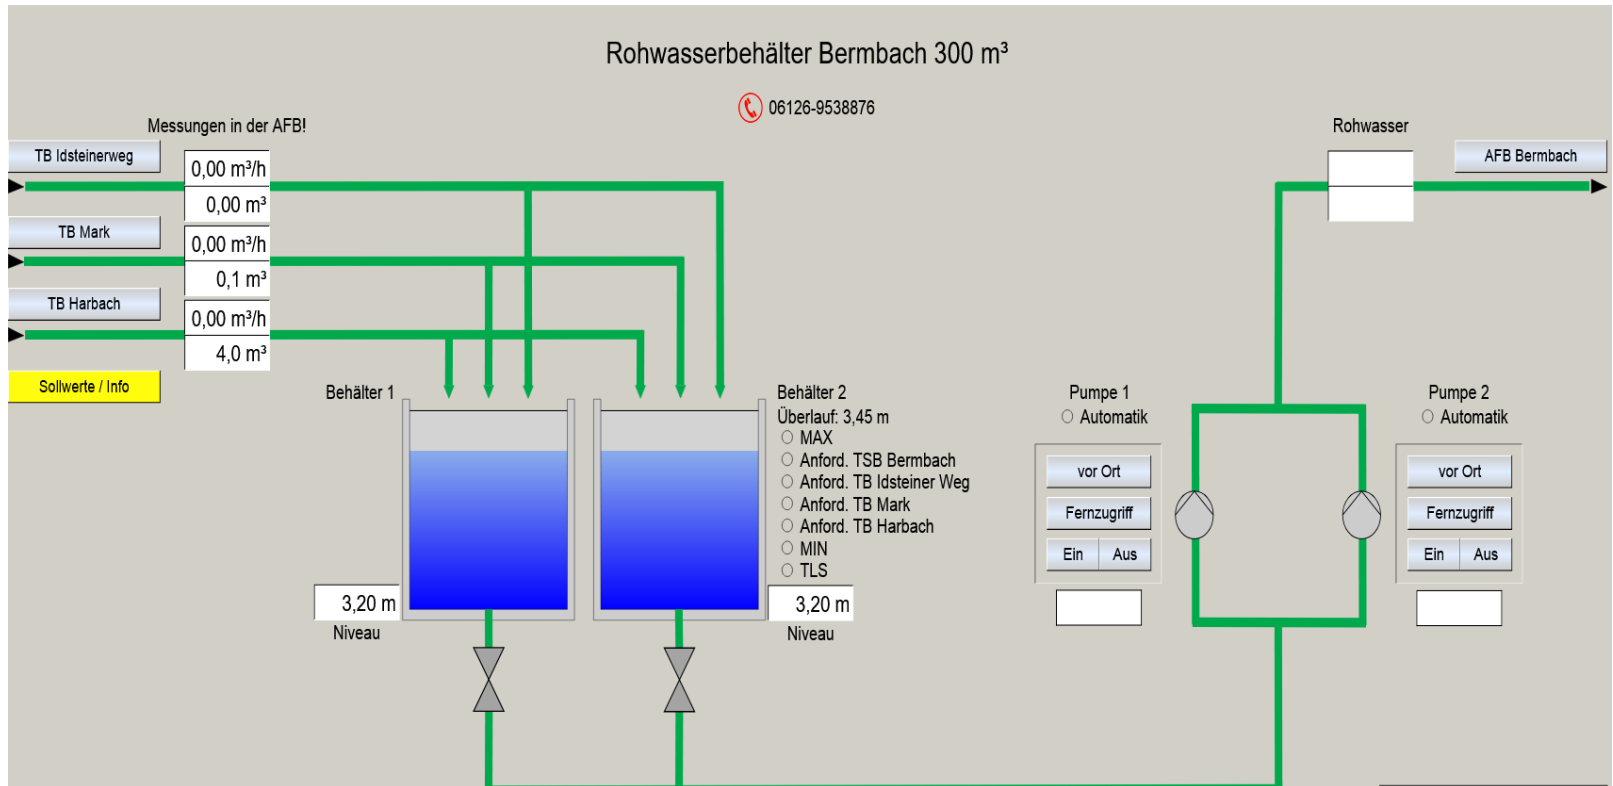 Rohwasserbehälter Bermbach 300 m³
06126-9538876
Messungen in der AFB!
TB Idsteinerweg
0,00 m³/h
0,00 m³
TB Mark
0,00 m³/h
0,1 m³
TB Harbach
0,00 m³/h
4,0 m³
Sollwerte / Info
Rohwasser
AFB Bermbach
Behälter 1
3,20 m
Niveau
Behälter 2
Überlauf: 3,45 m
MAX
Anford. TSB Bermbach
Anford. TB Idsteiner Weg
Anford. TB Mark
Anford. TB Harbach
MIN
TLS
3,20 m
Niveau
Pumpe 1
Automatik
vor Ort
Fernzugriff
Ein Aus
Pumpe 2
Automatik
vor Ort
Fernzugriff
Ein Aus